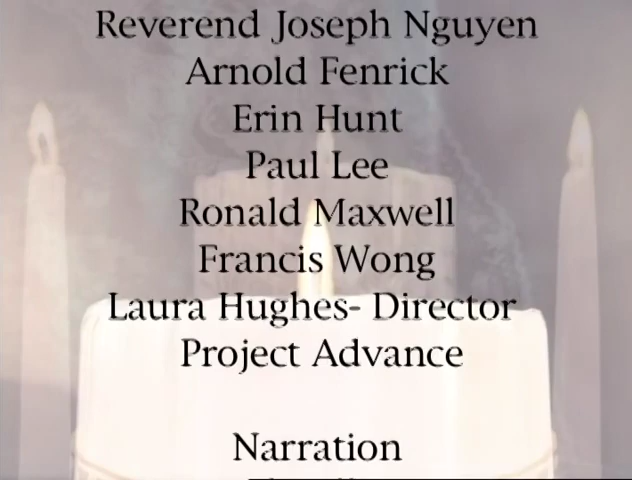 Reverend Joseph Nguyen
Arnold Fenrick
Erin Hunt
Paul Lee
Ronald Maxwell
Francis Wong
Laura Hughes- Director
Project Advance
Narration